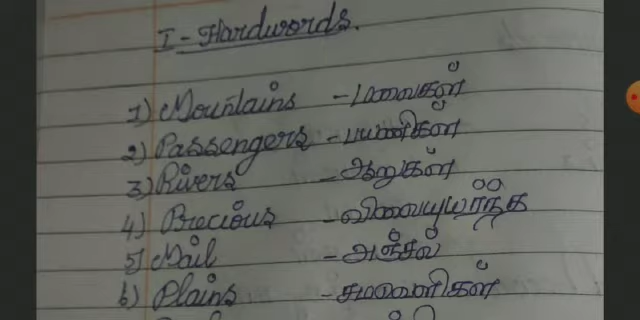 I - Hardwords.
1) Mountains - மலைகள்
2) Passengers - பயணிகள்
3) Rivers - ஆறுகள்
4) Precious - விலையுயர்ந்த
5) Mail - அஞ்சல்
6) Plains - சமவெளிகள்